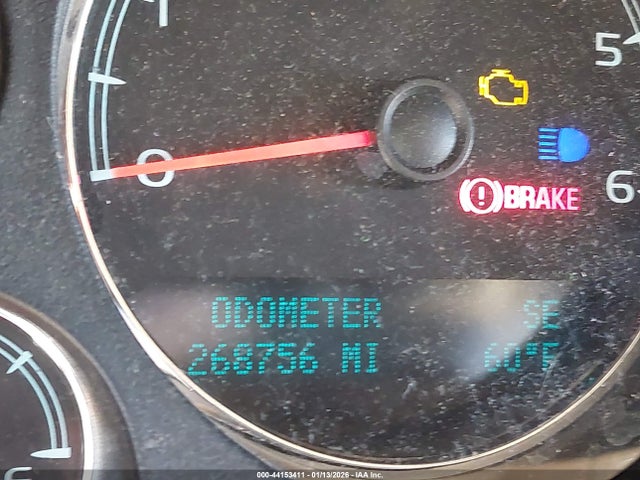 1
5
0
(!) BRAKE
6
ODOMETER SE
268756 MI 60°F
000-44153411 - 01/13/2026 - IAA Inc.